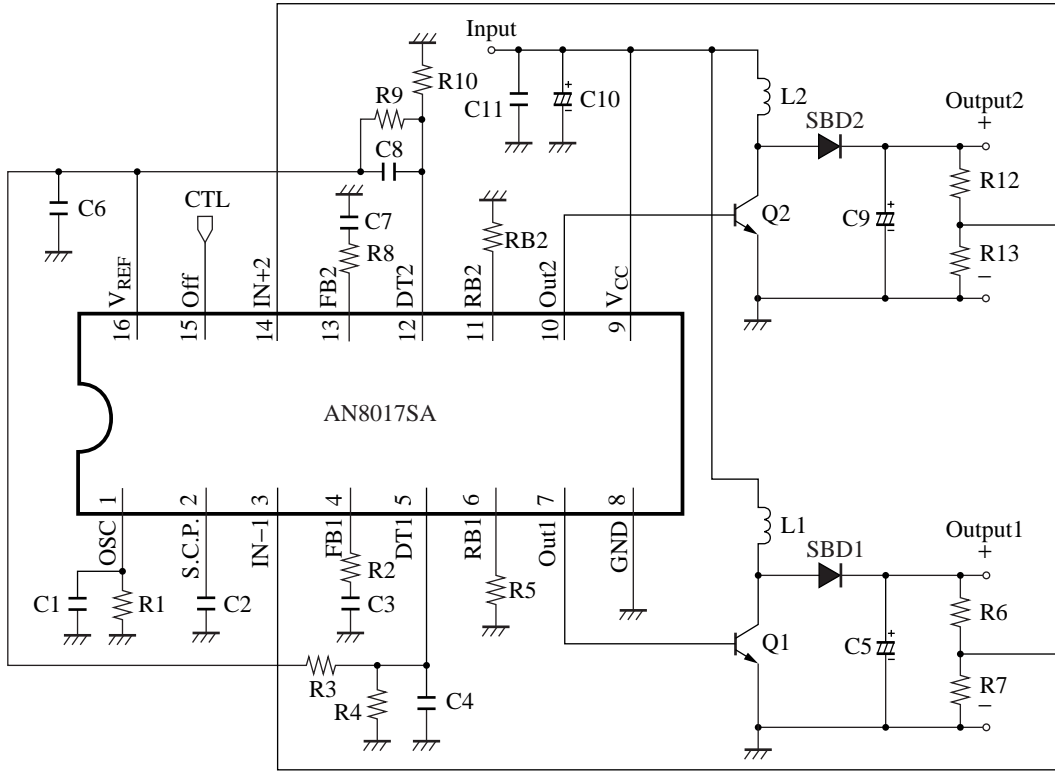 Input
R10
R9
C11
C10
L2
Output2
+
SBD2
+
C8
CTL
C6
C7
R8
RB2
Q2
+
C9
-
R12
R13
−
VREF
Off
IN+2
FB2
DT2
RB2
Out2
VCC
16
15
14
13
12
11
10
9
AN8017SA
1
2
3
4
5
6
7
8
OSC
S.C.P.
IN−1
FB1
DT1
RB1
Out1
GND
L1
SBD1
Output1
+
C1
R1
C2
R2
C3
R5
R6
Q1
+
C5
-
R7
−
R3
R4
C4